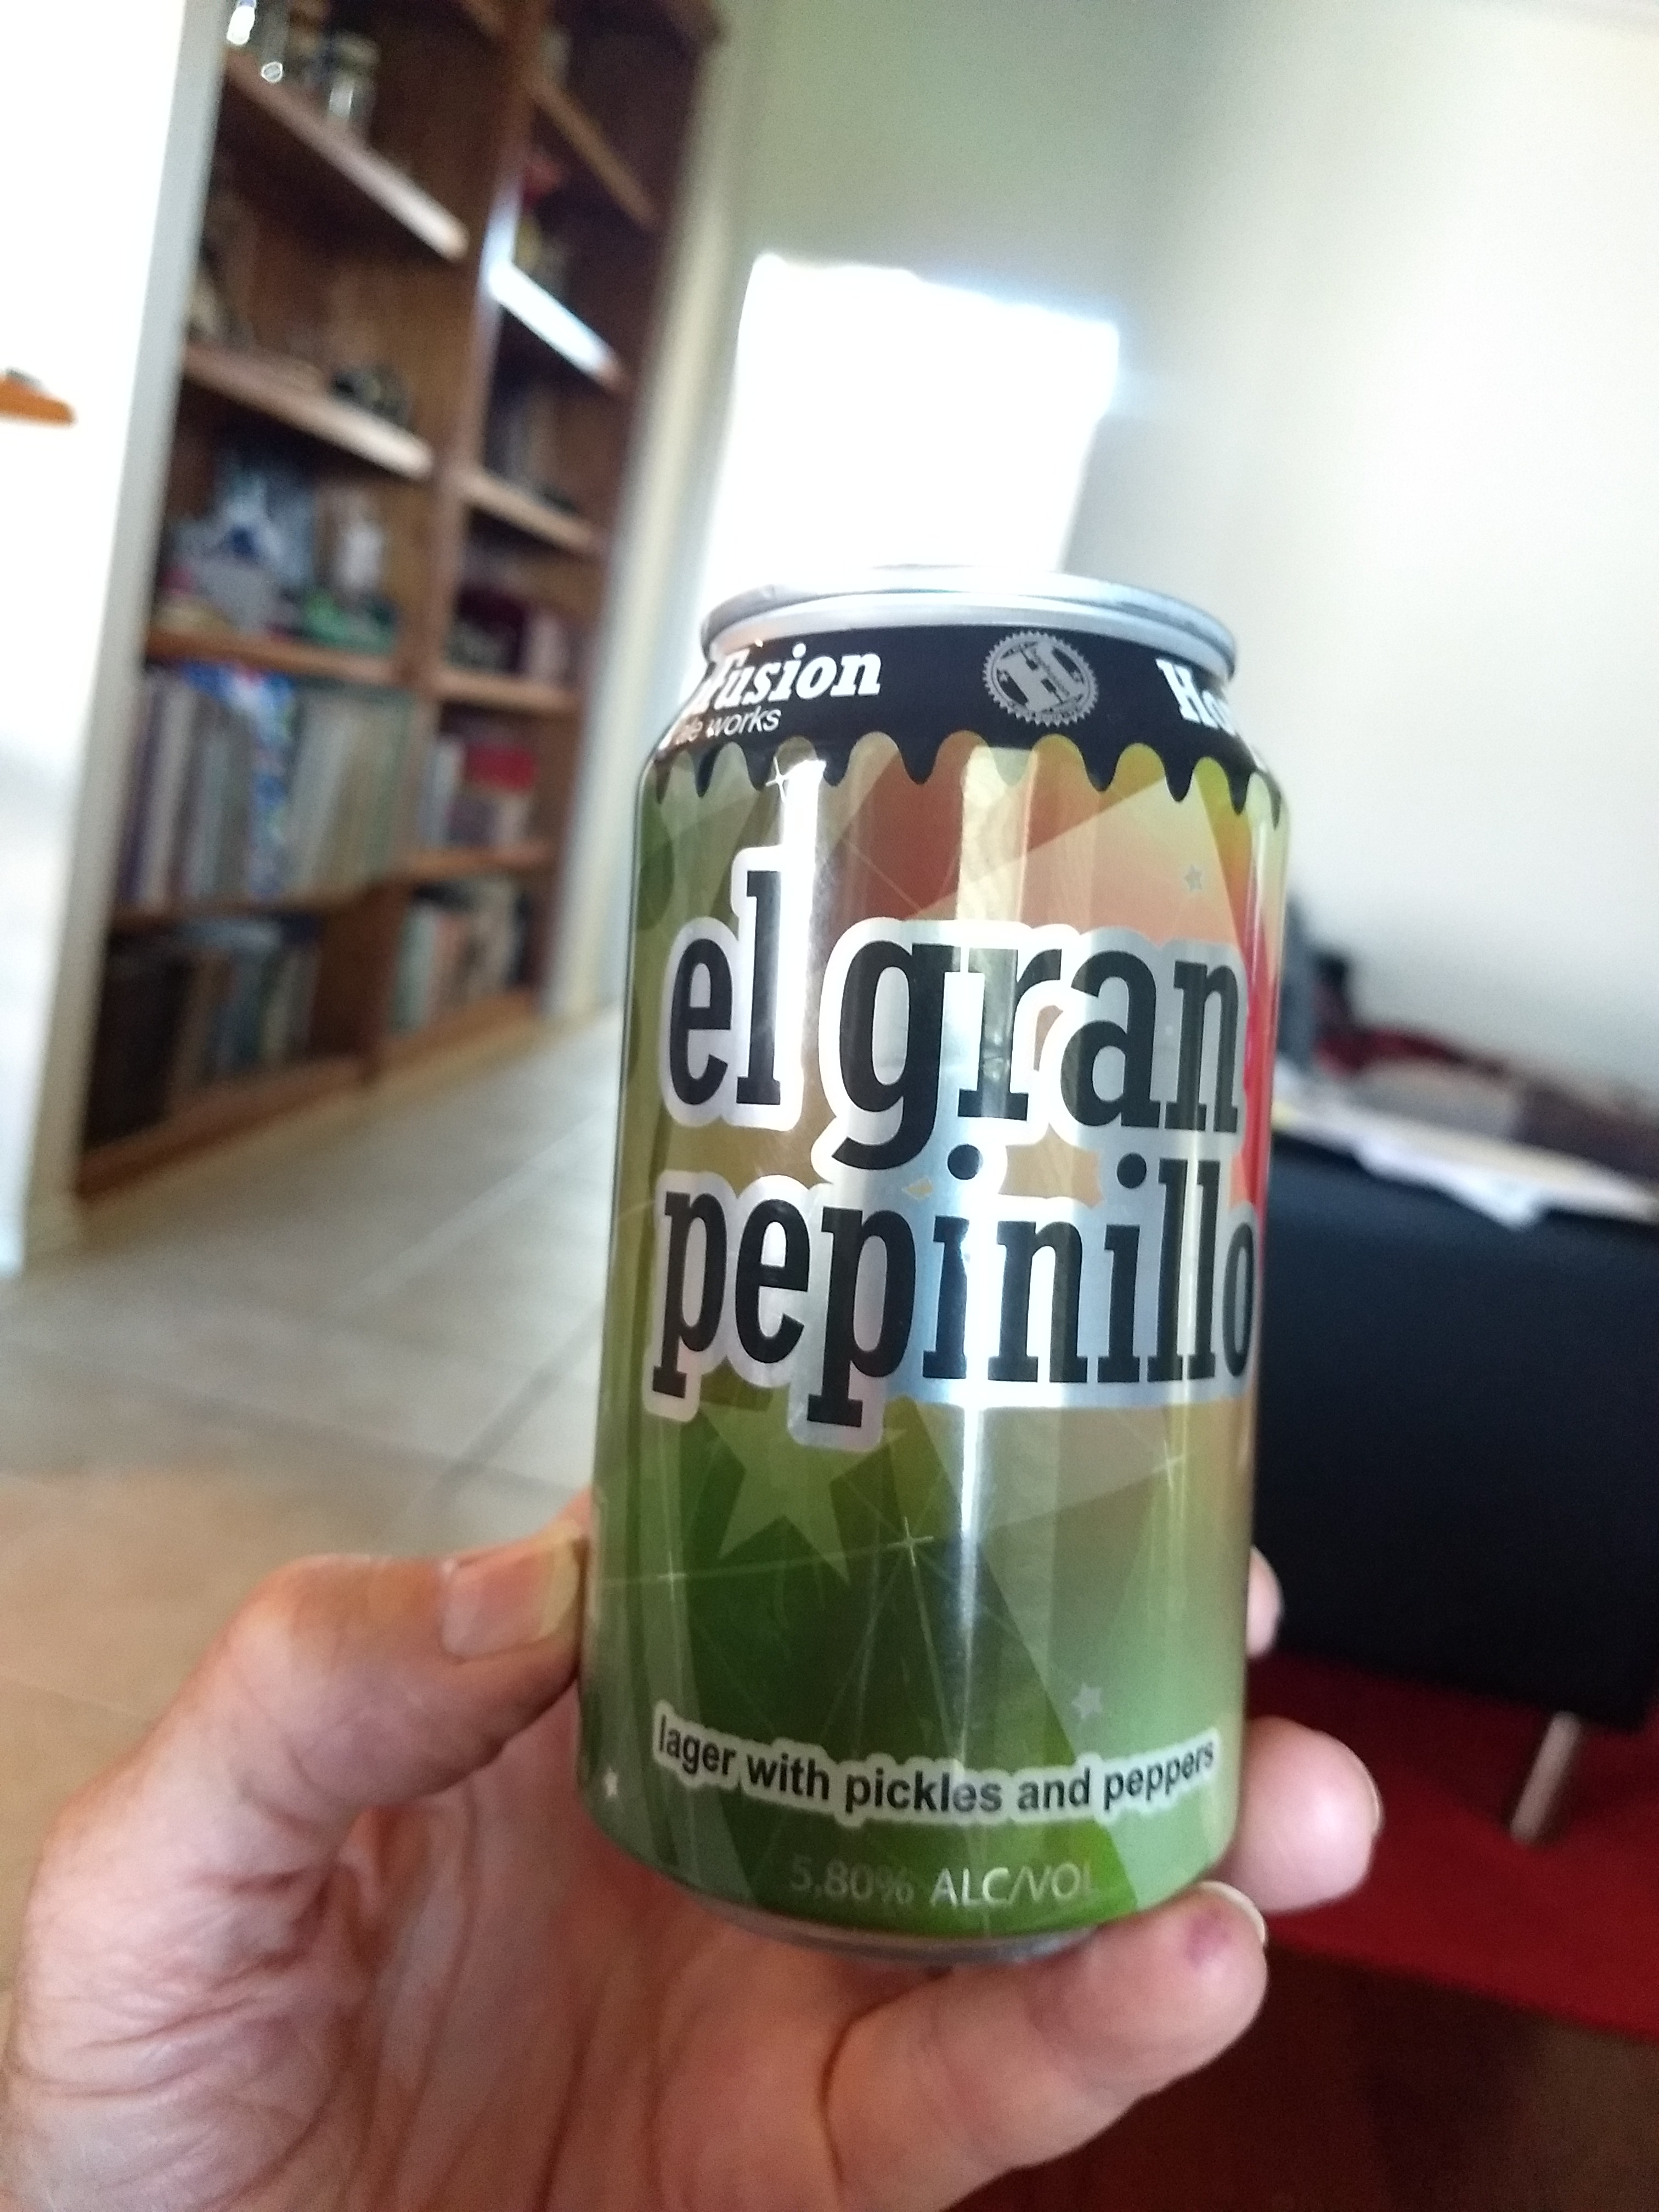 Fusion
ale works
H
el gran
pepinillo
lager with pickles and peppers
5.80% ALC/VOL